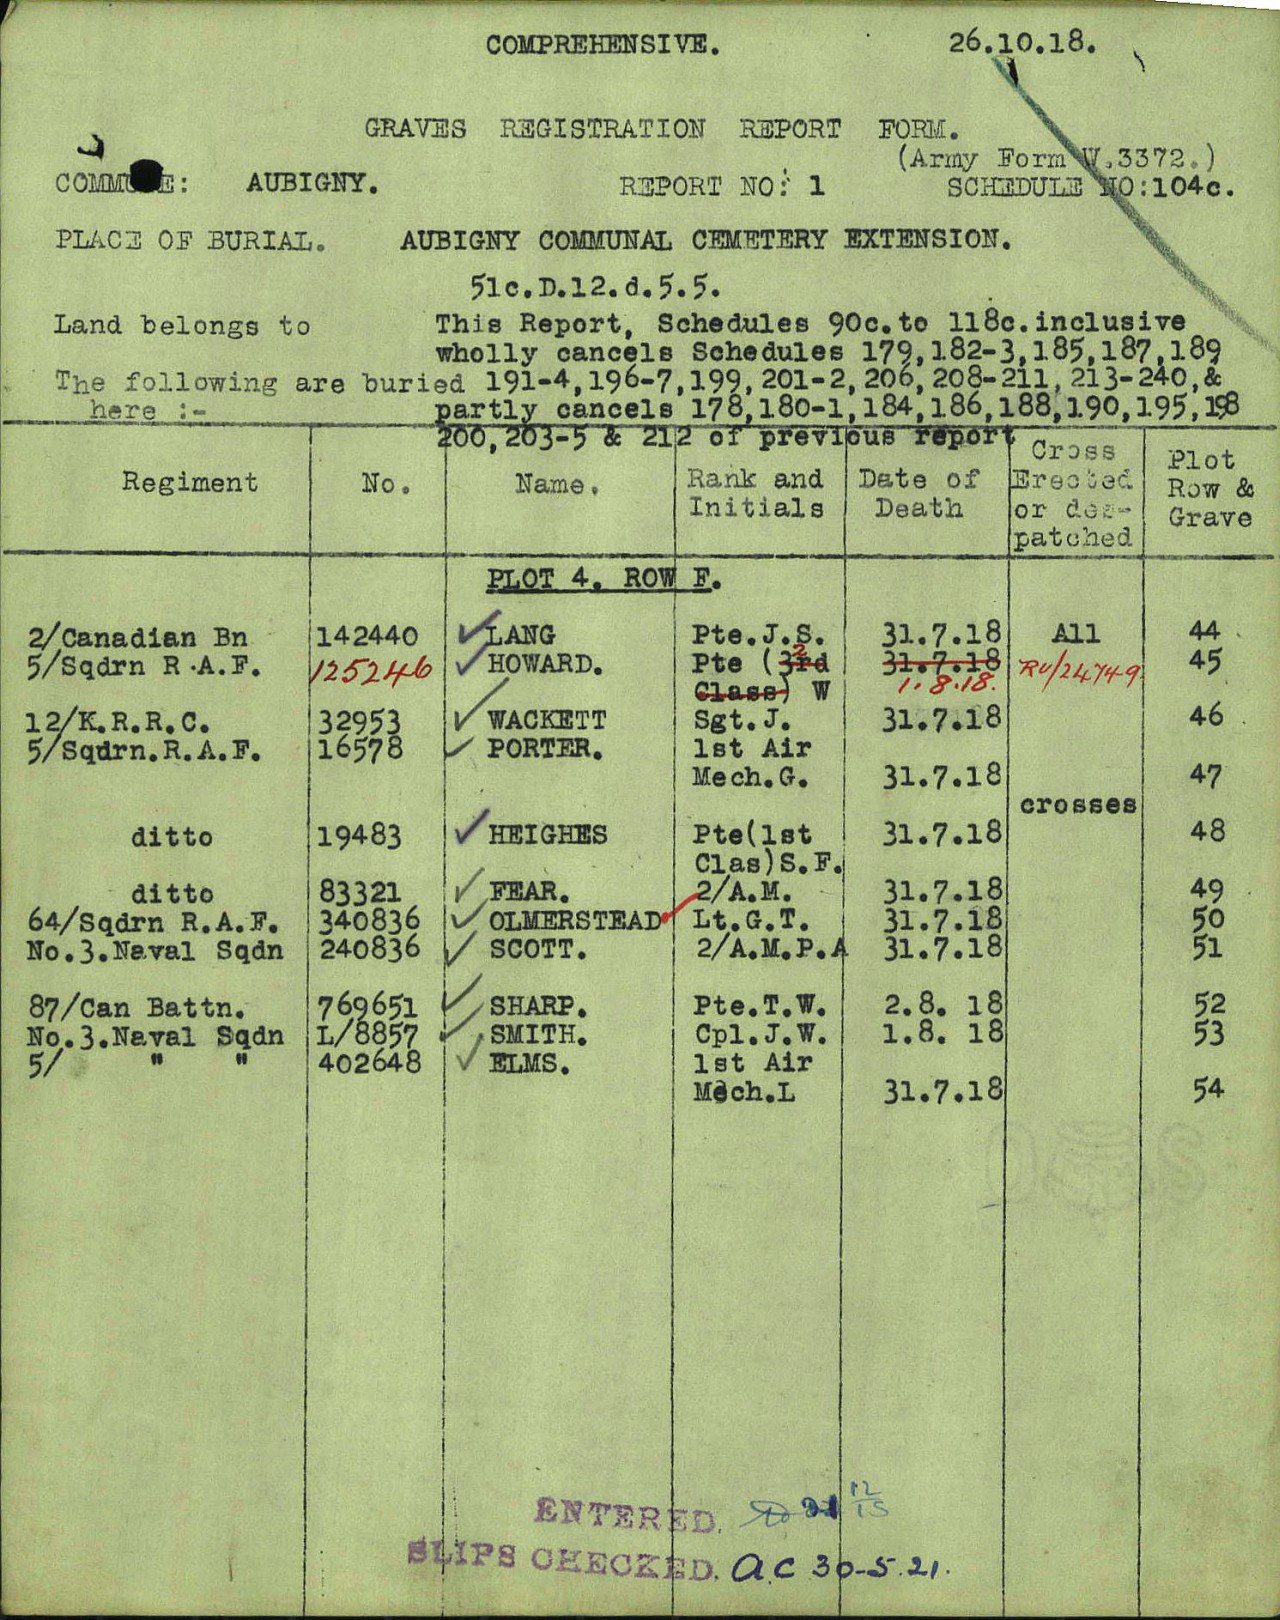 COMPREHENSIVE. 26.10.18.
GRAVES REGISTRATION REPORT FORM.
(Army Form W.3372.)
COMMUNE: AUBIGNY. REPORT NO: 1 SCHEDULE NO:104c.
PLACE OF BURIAL. AUBIGNY COMMUNAL CEMETERY EXTENSION.
51c.D.12.d.5.5.
Land belongs to This Report, Schedules 90c.to 118c.inclusive
wholly cancels Schedules 179,182-3,185,187,189
The following are buried 191-4,196-7,199,201-2,206,208-211,213-240,&
here :- partly cancels 178,180-1,184,186,188,190,195,198
200,203-5 & 212 of previous report
Regiment No. Name. Rank and Initials Date of Death Cross Erected or des-patched Plot Row & Grave
PLOT 4. ROW F.
2/Canadian Bn 142440 LANG Pte.J.S. 31.7.18 All 44
5/Sqdrn R.A.F. 125246 HOWARD. Pte (3rd 2 31.7.18 RU/24749 45
Class) W 1.8.18.
12/K.R.R.C. 32953 WACKETT Sgt.J. 31.7.18 46
5/Sqdrn.R.A.F. 16578 PORTER. 1st Air
Mech.G. 31.7.18 47
crosses
ditto 19483 HEIGHES Pte(1st 31.7.18 48
Clas)S.F.
ditto 83321 FEAR. 2/A.M. 31.7.18 49
64/Sqdrn R.A.F. 340836 OLMERSTEAD Lt.G.T. 31.7.18 50
No.3.Naval Sqdn 240836 SCOTT. 2/A.M.P.A 31.7.18 51
87/Can Battn. 769651 SHARP. Pte.T.W. 2.8. 18 52
No.3.Naval Sqdn L/8857 SMITH. Cpl.J.W. 1.8. 18 53
5/ " " 402648 ELMS. 1st Air
Mech.L 31.7.18 54
ENTERED. 12/15
SLIPS CHECKED. A.C 30-5.21.